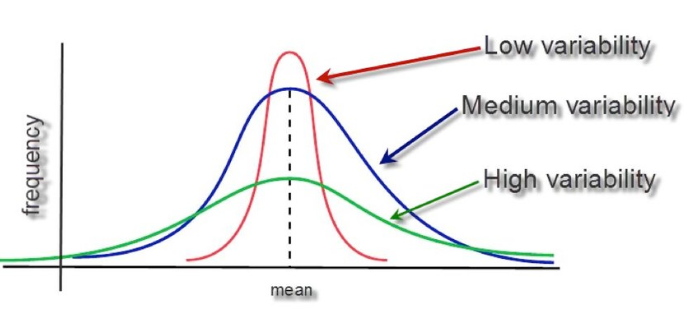 Low variability
Medium variability
High variability
frequency
mean